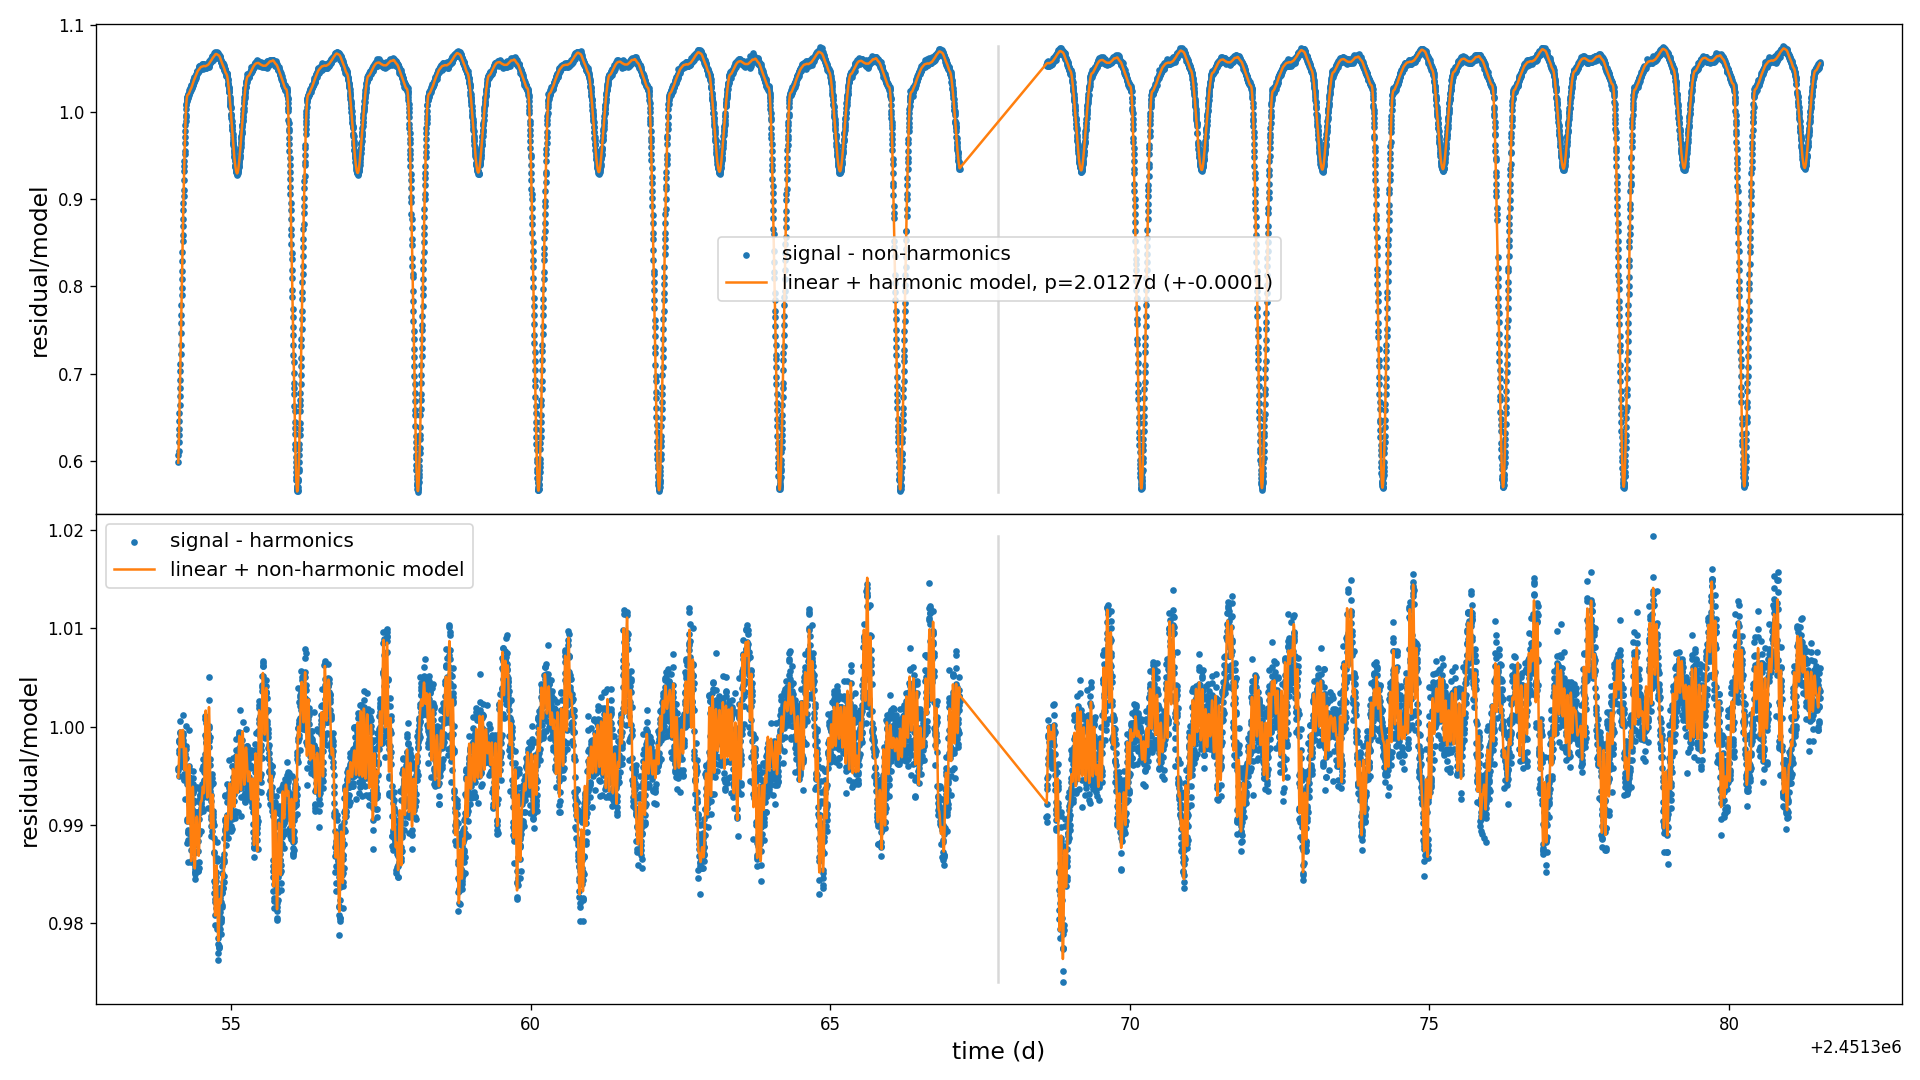 1.1
1.0
0.9
0.8
0.7
0.6
residual/model
signal - non-harmonics
linear + harmonic model, p=2.0127d (+-0.0001)
1.02
1.01
1.00
0.99
0.98
residual/model
signal - harmonics
linear + non-harmonic model
55 60 65 70 75 80
time (d)
+2.4513e6